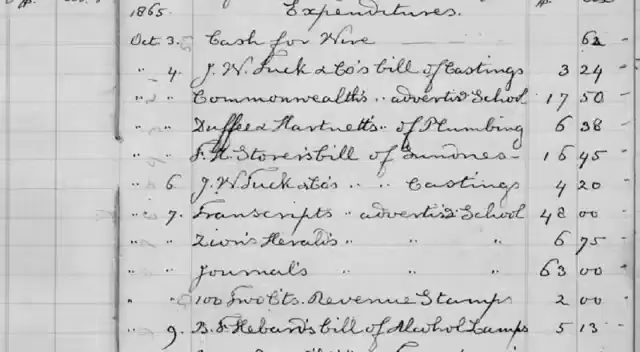 1865. Expenditures.
Oct 3. Cash for Wire 62
" 4. J. W. Tuck & Co's bill of Castings 3 24
" " Commonwealth's " advertis'g School 17 50
" " Duffee & Hartnett's " of Plumbing 6 38
" " F. H. Storer's bill of Sundries 16 45
" 6 J. W. Tuck & Co's " " Castings 4 20
" 7. Transcripts " advertis'g School 48 00
" " Zion's Herald's " " " 6 75
" " Journal's " " " 63 00
" " 100 Two Cts. Revenue Stamps 2 00
" 9. B. F. Hebard's bill of Alcohol Lamps 5 13